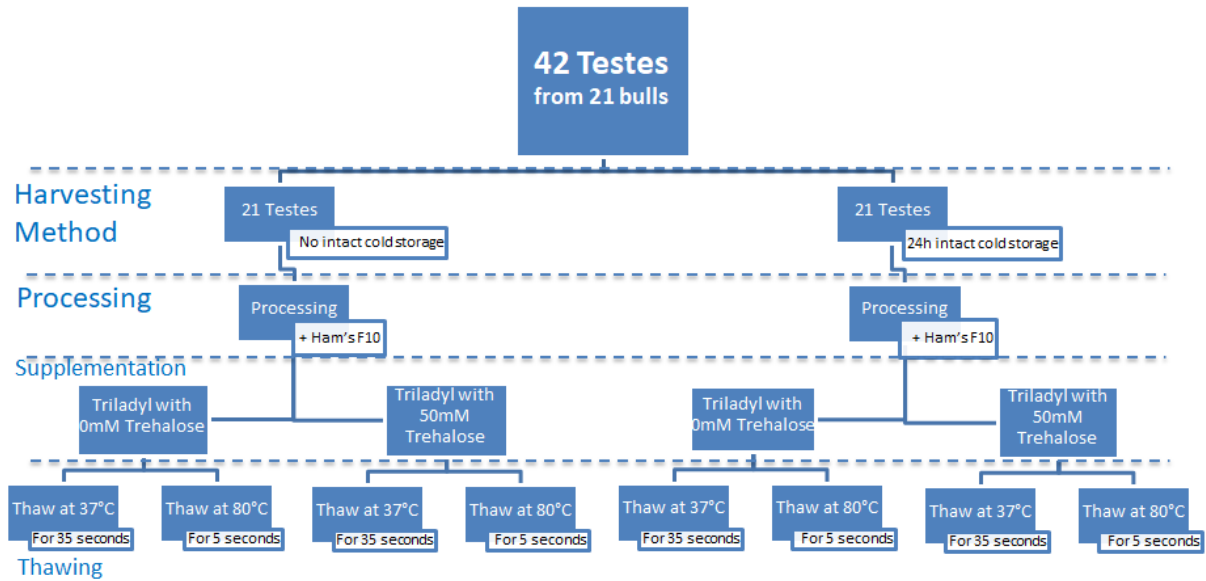 42 Testes
from 21 bulls
Harvesting
Method
21 Testes
No intact cold storage
21 Testes
24h intact cold storage
Processing
Processing
+ Ham's F10
Processing
+ Ham's F10
Supplementation
Triladyl with
0mM Trehalose
Triladyl with
50mM
Trehalose
Triladyl with
0mM Trehalose
Triladyl with
50mM
Trehalose
Thaw at 37°C
For 35 seconds
Thaw at 80°C
For 5 seconds
Thaw at 37°C
For 35 seconds
Thaw at 80°C
For 5 seconds
Thaw at 37°C
For 35 seconds
Thaw at 80°C
For 5 seconds
Thaw at 37°C
For 35 seconds
Thaw at 80°C
For 5 seconds
Thawing